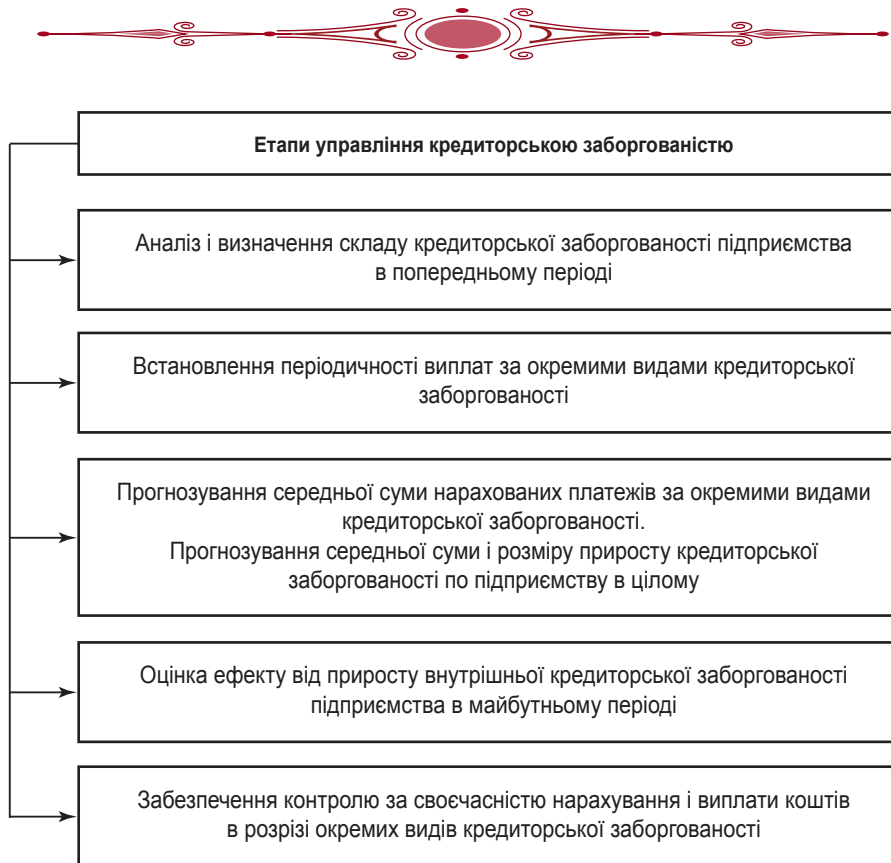 Етапи управління кредиторською заборгованістю
Аналіз і визначення складу кредиторської заборгованості підприємства
в попередньому періоді
Встановлення періодичності виплат за окремими видами кредиторської
заборгованості
Прогнозування середньої суми нарахованих платежів за окремими видами
кредиторської заборгованості.
Прогнозування середньої суми і розміру приросту кредиторської
заборгованості по підприємству в цілому
Оцінка ефекту від приросту внутрішньої кредиторської заборгованості
підприємства в майбутньому періоді
Забезпечення контролю за своєчасністю нарахування і виплати коштів
в розрізі окремих видів кредиторської заборгованості